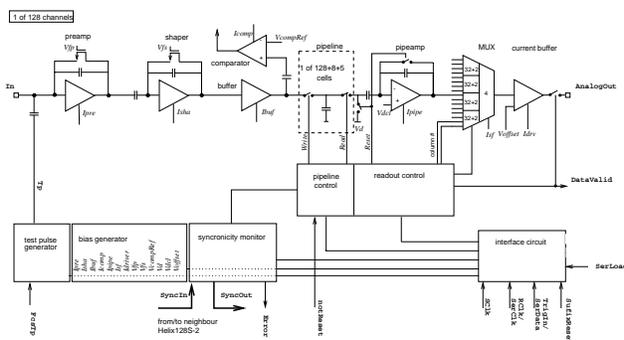 1 of 128 channels
preamp
shaper
Icomp
VcompRef
comparator
pipeline
pipeamp
MUX
current buffer
Vfp
Vfs
1 of 128+8+5
cells
In
buffer
32+2
32+2
32+2
32+2
4
AnalogOut
Ipre
Isha
Ibuf
Vd
Vdcl
Ipipe
Isf
Voffset
Idrv
Write
Read
Reset
column #
Tp
pipeline
control
readout control
DataValid
test pulse
generator
bias generator
syncronicity monitor
interface circuit
Ipre
Isha
Ibuf
Icomp
Ipipe
Isf
Idriver
Vfp
Vfs
VcompRef
Vd
Vdcl
Voffset
SerLoad
SyncIn
SyncOut
from/to neighbour
Helix128S-2
FcsTp
Error
notReset
SClk
RClk/
SerClk
TrigIn/
SerData
SufixReset